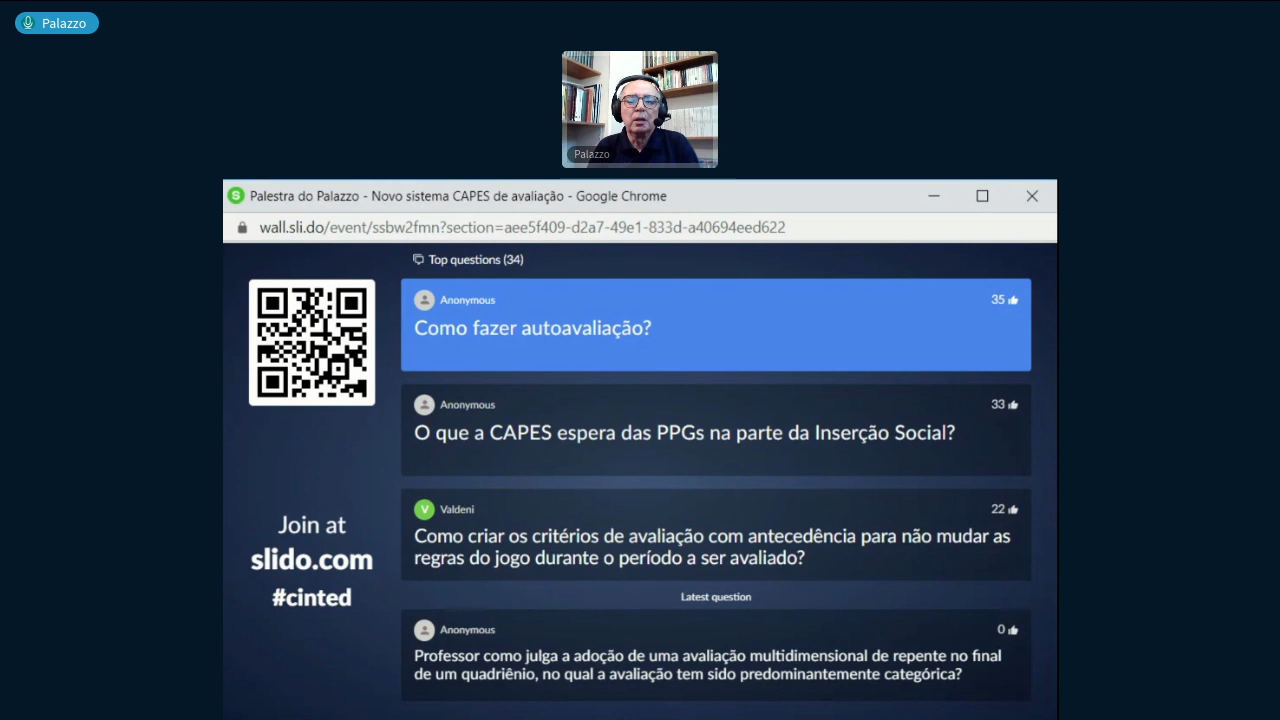 Palazzo
Palazzo
Palestra do Palazzo - Novo sistema CAPES de avaliação - Google Chrome
wall.sli.do/event/ssbw2fmn?section=aee5f409-d2a7-49e1-833d-a40694eed622
Top questions (34)
Anonymous
35
Como fazer autoavaliação?
Anonymous
33
O que a CAPES espera das PPGs na parte da Inserção Social?
V
Valdeni
22
Como criar os critérios de avaliação com antecedência para não mudar as
regras do jogo durante o período a ser avaliado?
Join at
slido.com
#cinted
Latest question
Anonymous
0
Professor como julga a adoção de uma avaliação multidimensional de repente no final
de um quadriênio, no qual a avaliação tem sido predominantemente categórica?